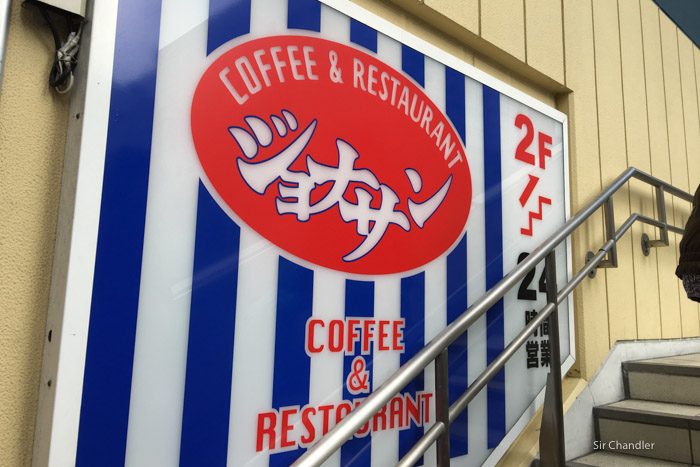 COFFEE & RESTAURANT
ジョナサン
COFFEE
&
RESTAURANT
2F
24
時間
営業
Sir Chandler